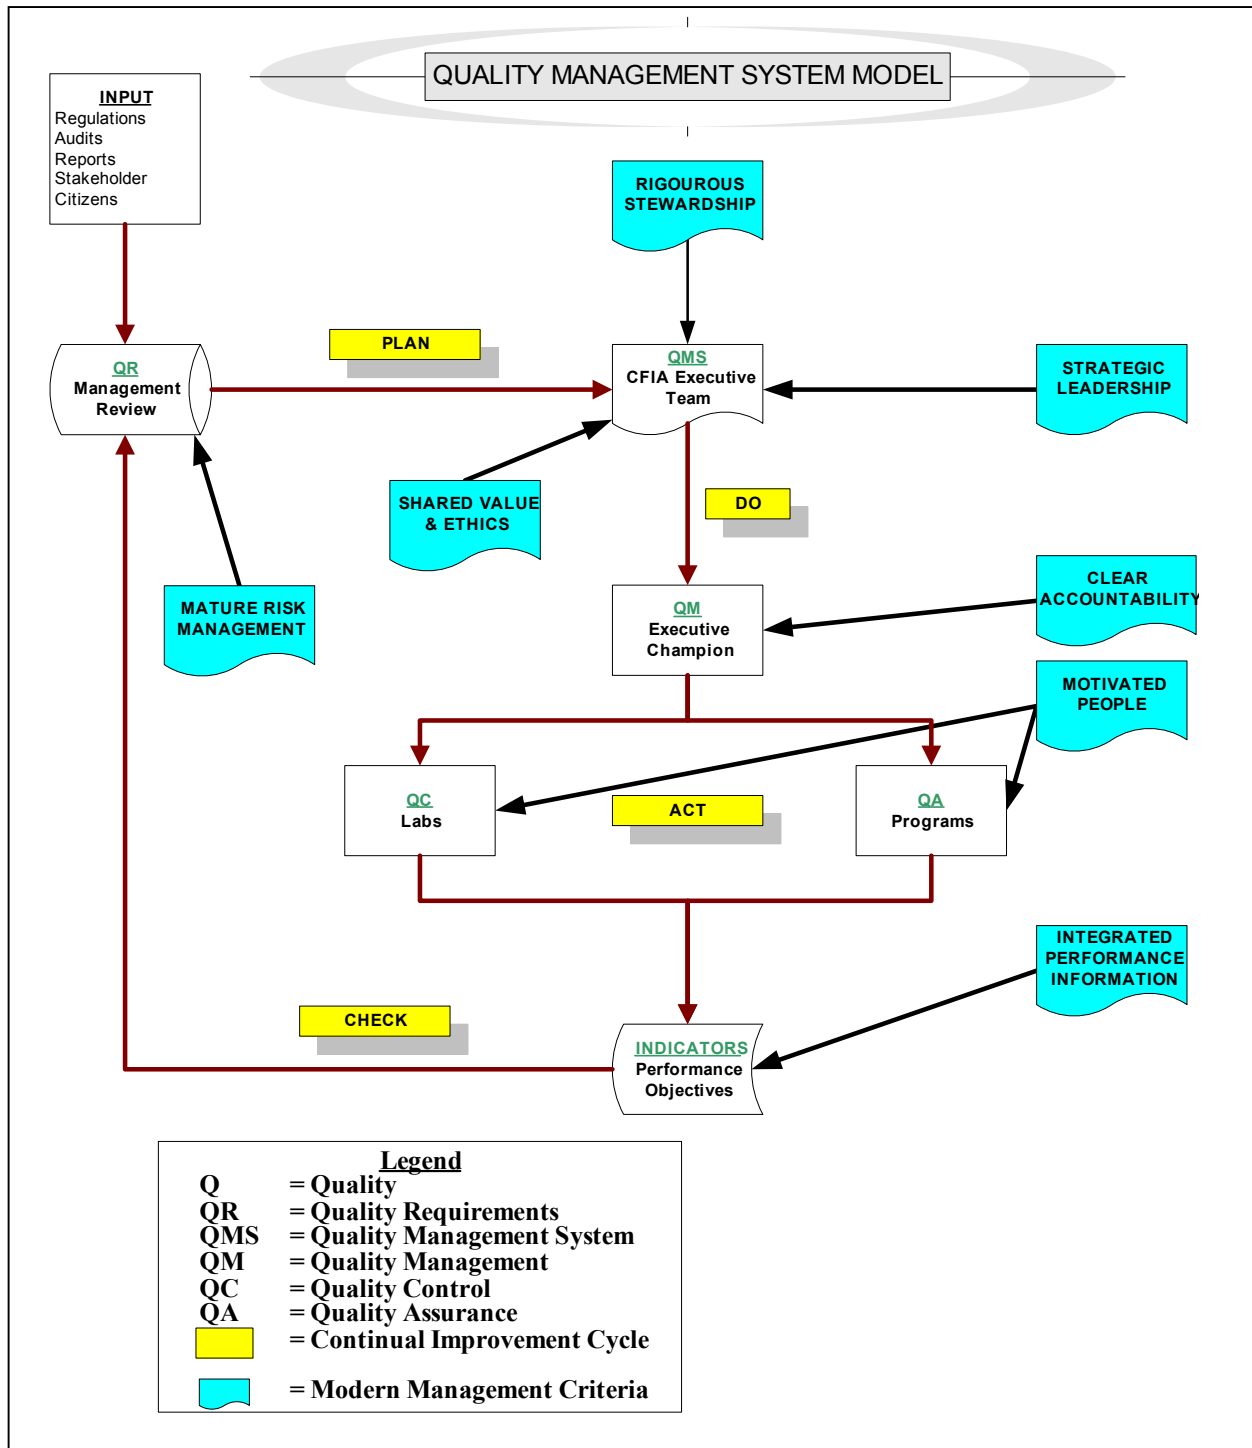 QUALITY MANAGEMENT SYSTEM MODEL
INPUT
Regulations
Audits
Reports
Stakeholder
Citizens
RIGOUROUS
STEWARDSHIP
PLAN
QR
Management
Review
QMS
CFIA Executive
Team
STRATEGIC
LEADERSHIP
SHARED VALUE
& ETHICS
DO
MATURE RISK
MANAGEMENT
QM
Executive
Champion
CLEAR
ACCOUNTABILITY
MOTIVATED
PEOPLE
QC
Labs
ACT
QA
Programs
INTEGRATED
PERFORMANCE
INFORMATION
CHECK
INDICATORS
Performance
Objectives
Legend
Q = Quality
QR = Quality Requirements
QMS = Quality Management System
QM = Quality Management
QC = Quality Control
QA = Quality Assurance
= Continual Improvement Cycle
= Modern Management Criteria